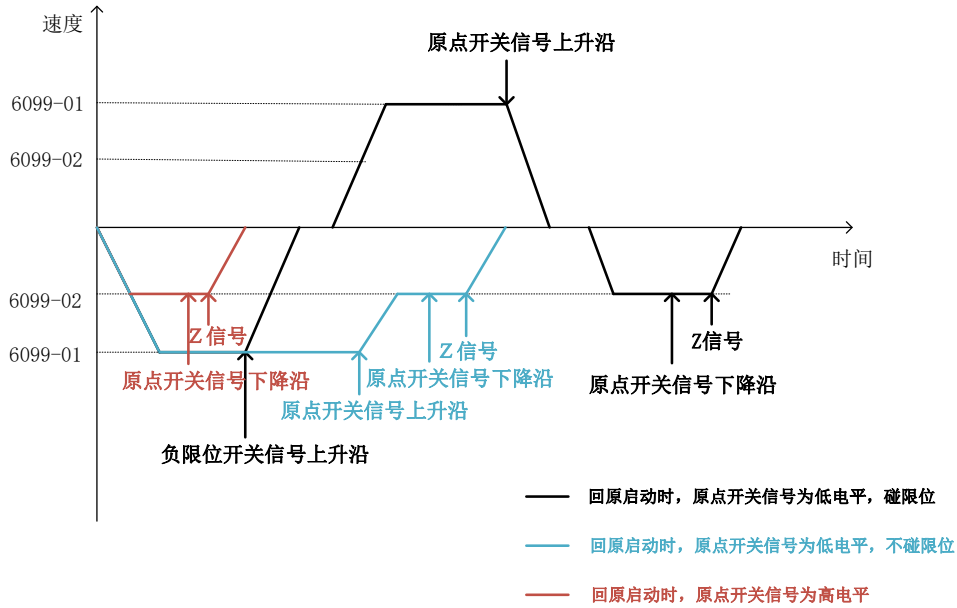 速度
原点开关信号上升沿
6099-01
6099-02
时间
6099-02
6099-01
Z 信号
原点开关信号下降沿
Z 信号
原点开关信号下降沿
原点开关信号上升沿
Z信号
原点开关信号下降沿
负限位开关信号上升沿
回原启动时，原点开关信号为低电平，碰限位
回原启动时，原点开关信号为低电平，不碰限位
回原启动时，原点开关信号为高电平